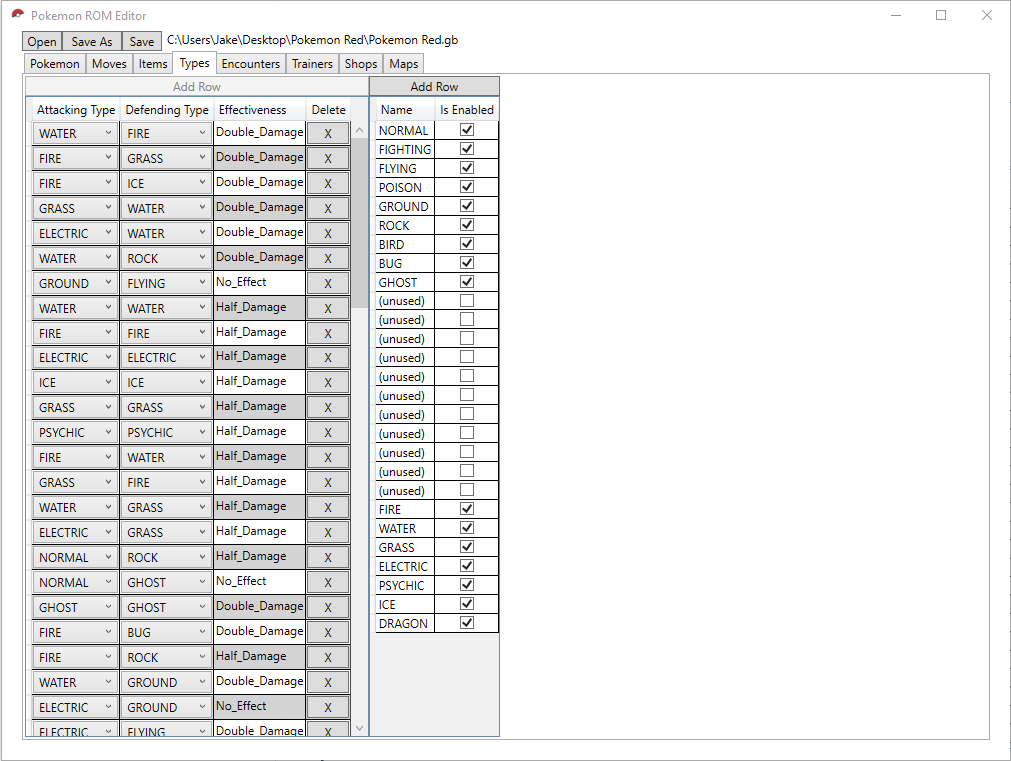 Pokemon ROM Editor
Open Save As Save C:\Users\Jake\Desktop\Pokemon Red\Pokemon Red.gb
Pokemon Moves Items Types Encounters Trainers Shops Maps
Add Row
Attacking Type Defending Type Effectiveness Delete
WATER FIRE Double_Damage X
FIRE GRASS Double_Damage X
FIRE ICE Double_Damage X
GRASS WATER Double_Damage X
ELECTRIC WATER Double_Damage X
WATER ROCK Double_Damage X
GROUND FLYING No_Effect X
WATER WATER Half_Damage X
FIRE FIRE Half_Damage X
ELECTRIC ELECTRIC Half_Damage X
ICE ICE Half_Damage X
GRASS GRASS Half_Damage X
PSYCHIC PSYCHIC Half_Damage X
FIRE WATER Half_Damage X
GRASS FIRE Half_Damage X
WATER GRASS Half_Damage X
ELECTRIC GRASS Half_Damage X
NORMAL ROCK Half_Damage X
NORMAL GHOST No_Effect X
GHOST GHOST Double_Damage X
FIRE BUG Double_Damage X
FIRE ROCK Half_Damage X
WATER GROUND Double_Damage X
ELECTRIC GROUND No_Effect X
ELECTRIC FLYING Double_Damage X
Add Row
Name Is Enabled
NORMAL
FIGHTING
FLYING
POISON
GROUND
ROCK
BIRD
BUG
GHOST
(unused)
(unused)
(unused)
(unused)
(unused)
(unused)
(unused)
(unused)
(unused)
(unused)
(unused)
FIRE
WATER
GRASS
ELECTRIC
PSYCHIC
ICE
DRAGON